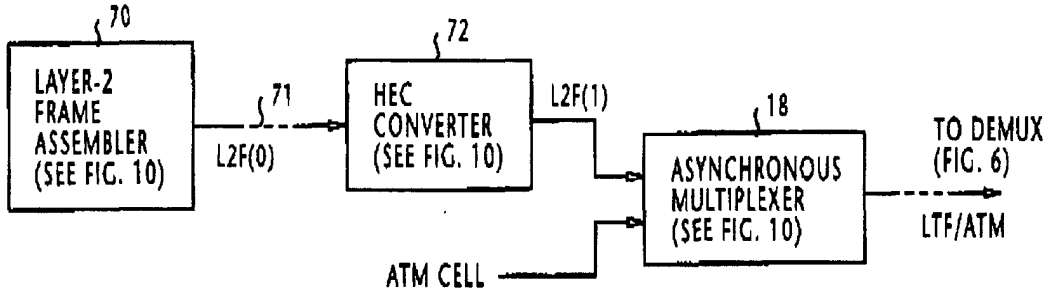 70
LAYER-2
FRAME
ASSEMBLER
(SEE FIG. 10)
71
L2F(0)
72
HEC
CONVERTER
(SEE FIG. 10)
L2F(1)
ATM CELL
18
ASYNCHRONOUS
MULTIPLEXER
(SEE FIG. 10)
TO DEMUX
(FIG. 6)
LTF/ATM